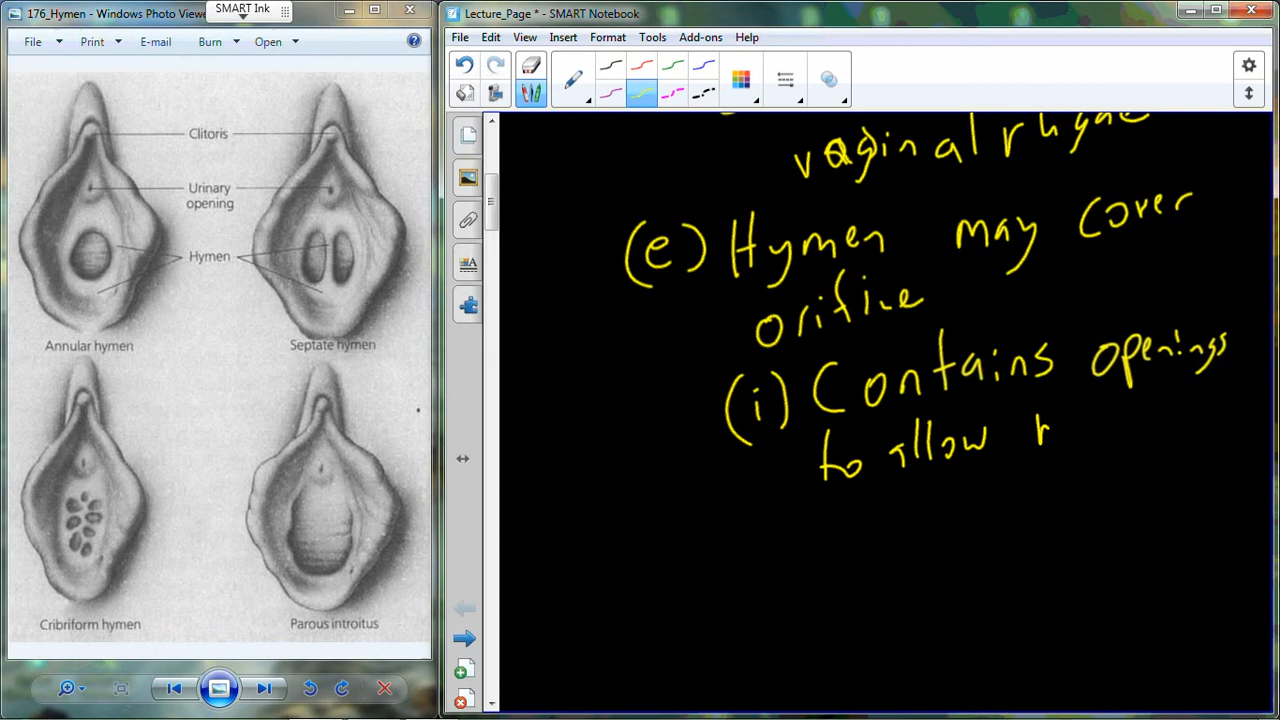 176_Hymen - Windows Photo Viewer
SMART Ink
File Print E-mail Burn Open
Clitoris
Urinary
opening
Hymen
Annular hymen
Septate hymen
Cribriform hymen
Parous introitus
Lecture_Page * - SMART Notebook
File Edit View Insert Format Tools Add-ons Help
vaginal
(e) Hymen may cover
orifice
(i) Contains openings
to allow